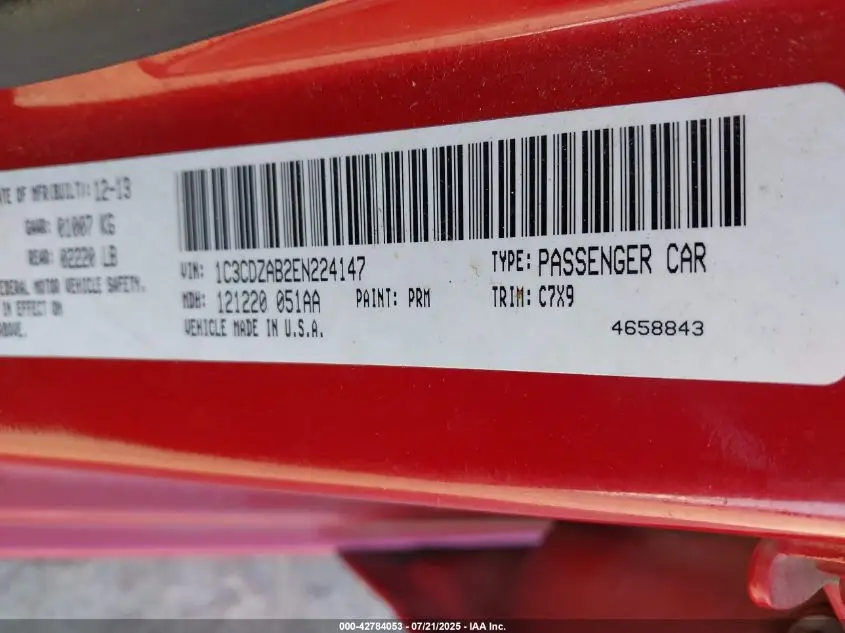 ATE OF MFR(BUILT): 12-13
GAWR: 01007 KG
REAR: 02220 LB
FEDERAL MOTOR VEHICLE SAFETY.
IN EFFECT ON
ABOVE.
VIN: 1C3CDZAB2EN224147
TYPE: PASSENGER CAR
MDH: 121220 051AA PAINT: PRM TRIM: C7X9
VEHICLE MADE IN U.S.A.
4658843
000-42784053 - 07/21/2025 - IAA Inc.